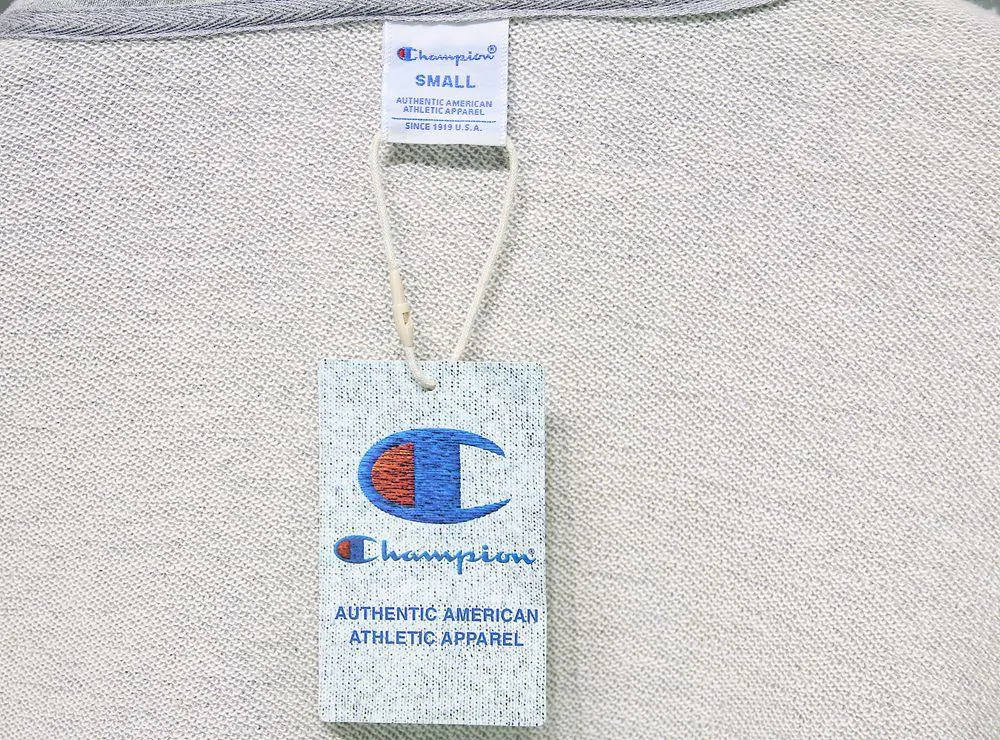 Champion®
SMALL
AUTHENTIC AMERICAN
ATHLETIC APPAREL
SINCE 1919 U.S.A.
Champion®
AUTHENTIC AMERICAN
ATHLETIC APPAREL